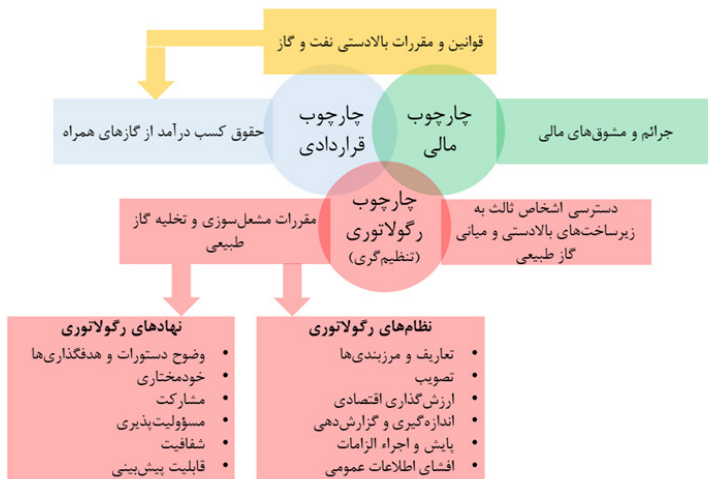 قوانین و مقررات بالادستی نفت و گاز
چارچوب
مالی
چارچوب
قراردادی
جرائم و مشوق‌های مالی
حقوق کسب درآمد از گازهای همراه
چارچوب
رگولاتوری
(تنظیم‌گری)
دسترسی اشخاص ثالث به
زیرساخت‌های بالادستی و میانی
گاز طبیعی
مقررات مشعل‌سوزی و تخلیه گاز
طبیعی
نظام‌های رگولاتوری
• تعاریف و مرزبندی‌ها
• تصویب
• ارزش‌گذاری اقتصادی
• اندازه‌گیری و گزارش‌دهی
• پایش و اجراء الزامات
• افشای اطلاعات عمومی
نهادهای رگولاتوری
• وضوح دستورات و هدفگذاری‌ها
• خودمختاری
• مشارکت
• مسؤولیت‌پذیری
• شفافیت
• قابلیت پیش‌بینی